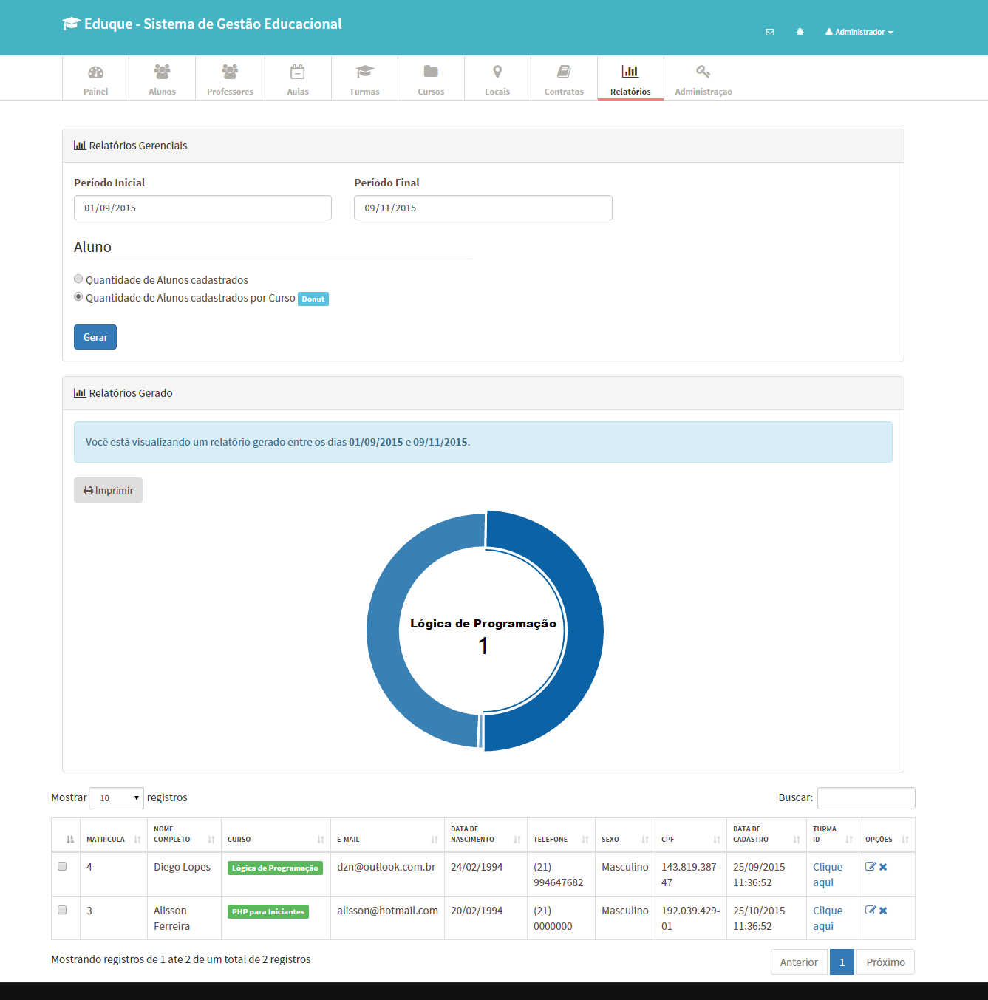 Eduque - Sistema de Gestão Educacional
Administrador
Painel
Alunos
Professores
Aulas
Turmas
Cursos
Locais
Contratos
Relatórios
Administração
Relatórios Gerenciais
Período Inicial
Período Final
01/09/2015
09/11/2015
Aluno
Quantidade de Alunos cadastrados
Quantidade de Alunos cadastrados por Curso Donut
Gerar
Relatórios Gerado
Você está visualizando um relatório gerado entre os dias 01/09/2015 e 09/11/2015.
Imprimir
Lógica de Programação
1
Mostrar 10 registros
Buscar:
MATRICULA
NOME
COMPLETO
CURSO
E-MAIL
DATA DE
NASCIMENTO
TELEFONE
SEXO
CPF
DATA DE
CADASTRO
TURMA
ID
OPÇÕES
4
Diego Lopes
Lógica de Programação
dzn@outlook.com.br
24/02/1994
(21)
994647682
Masculino
143.819.387-
47
25/09/2015
11:36:52
Clique
aqui
3
Alisson
Ferreira
PHP para Iniciantes
alisson@hotmail.com
20/02/1994
(21)
0000000
Masculino
192.039.429-
01
25/10/2015
11:36:52
Clique
aqui
Mostrando registros de 1 ate 2 de um total de 2 registros
Anterior
1
Próximo